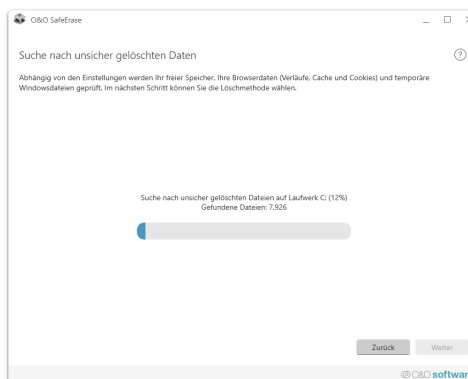 O&O SafeErase
Suche nach unsicher gelöschten Daten
Abhängig von den Einstellungen werden Ihr freier Speicher, Ihre Browserdaten (Verläufe, Cache und Cookies) und temporäre
Windowsdateien geprüft. Im nächsten Schritt können Sie die Löschmethode wählen.
Suche nach unsicher gelöschten Dateien auf Laufwerk C: (12%)
Gefundene Dateien: 7.926
Zurück Weiter
O&O softwar